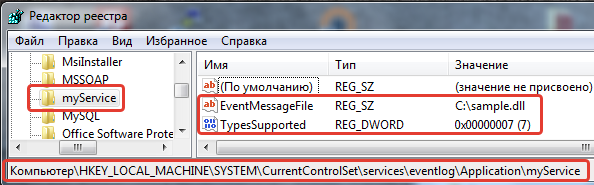 Редактор реестра
Файл Правка Вид Избранное Справка
MsiInstaller
MSSOAP
myService
MySQL
Office Software Prote
Имя Тип Значение
(По умолчанию) REG_SZ (значение не присвоено)
EventMessageFile REG_SZ C:\sample.dll
TypesSupported REG_DWORD 0x00000007 (7)
Компьютер\HKEY_LOCAL_MACHINE\SYSTEM\CurrentControlSet\services\eventlog\Application\myService